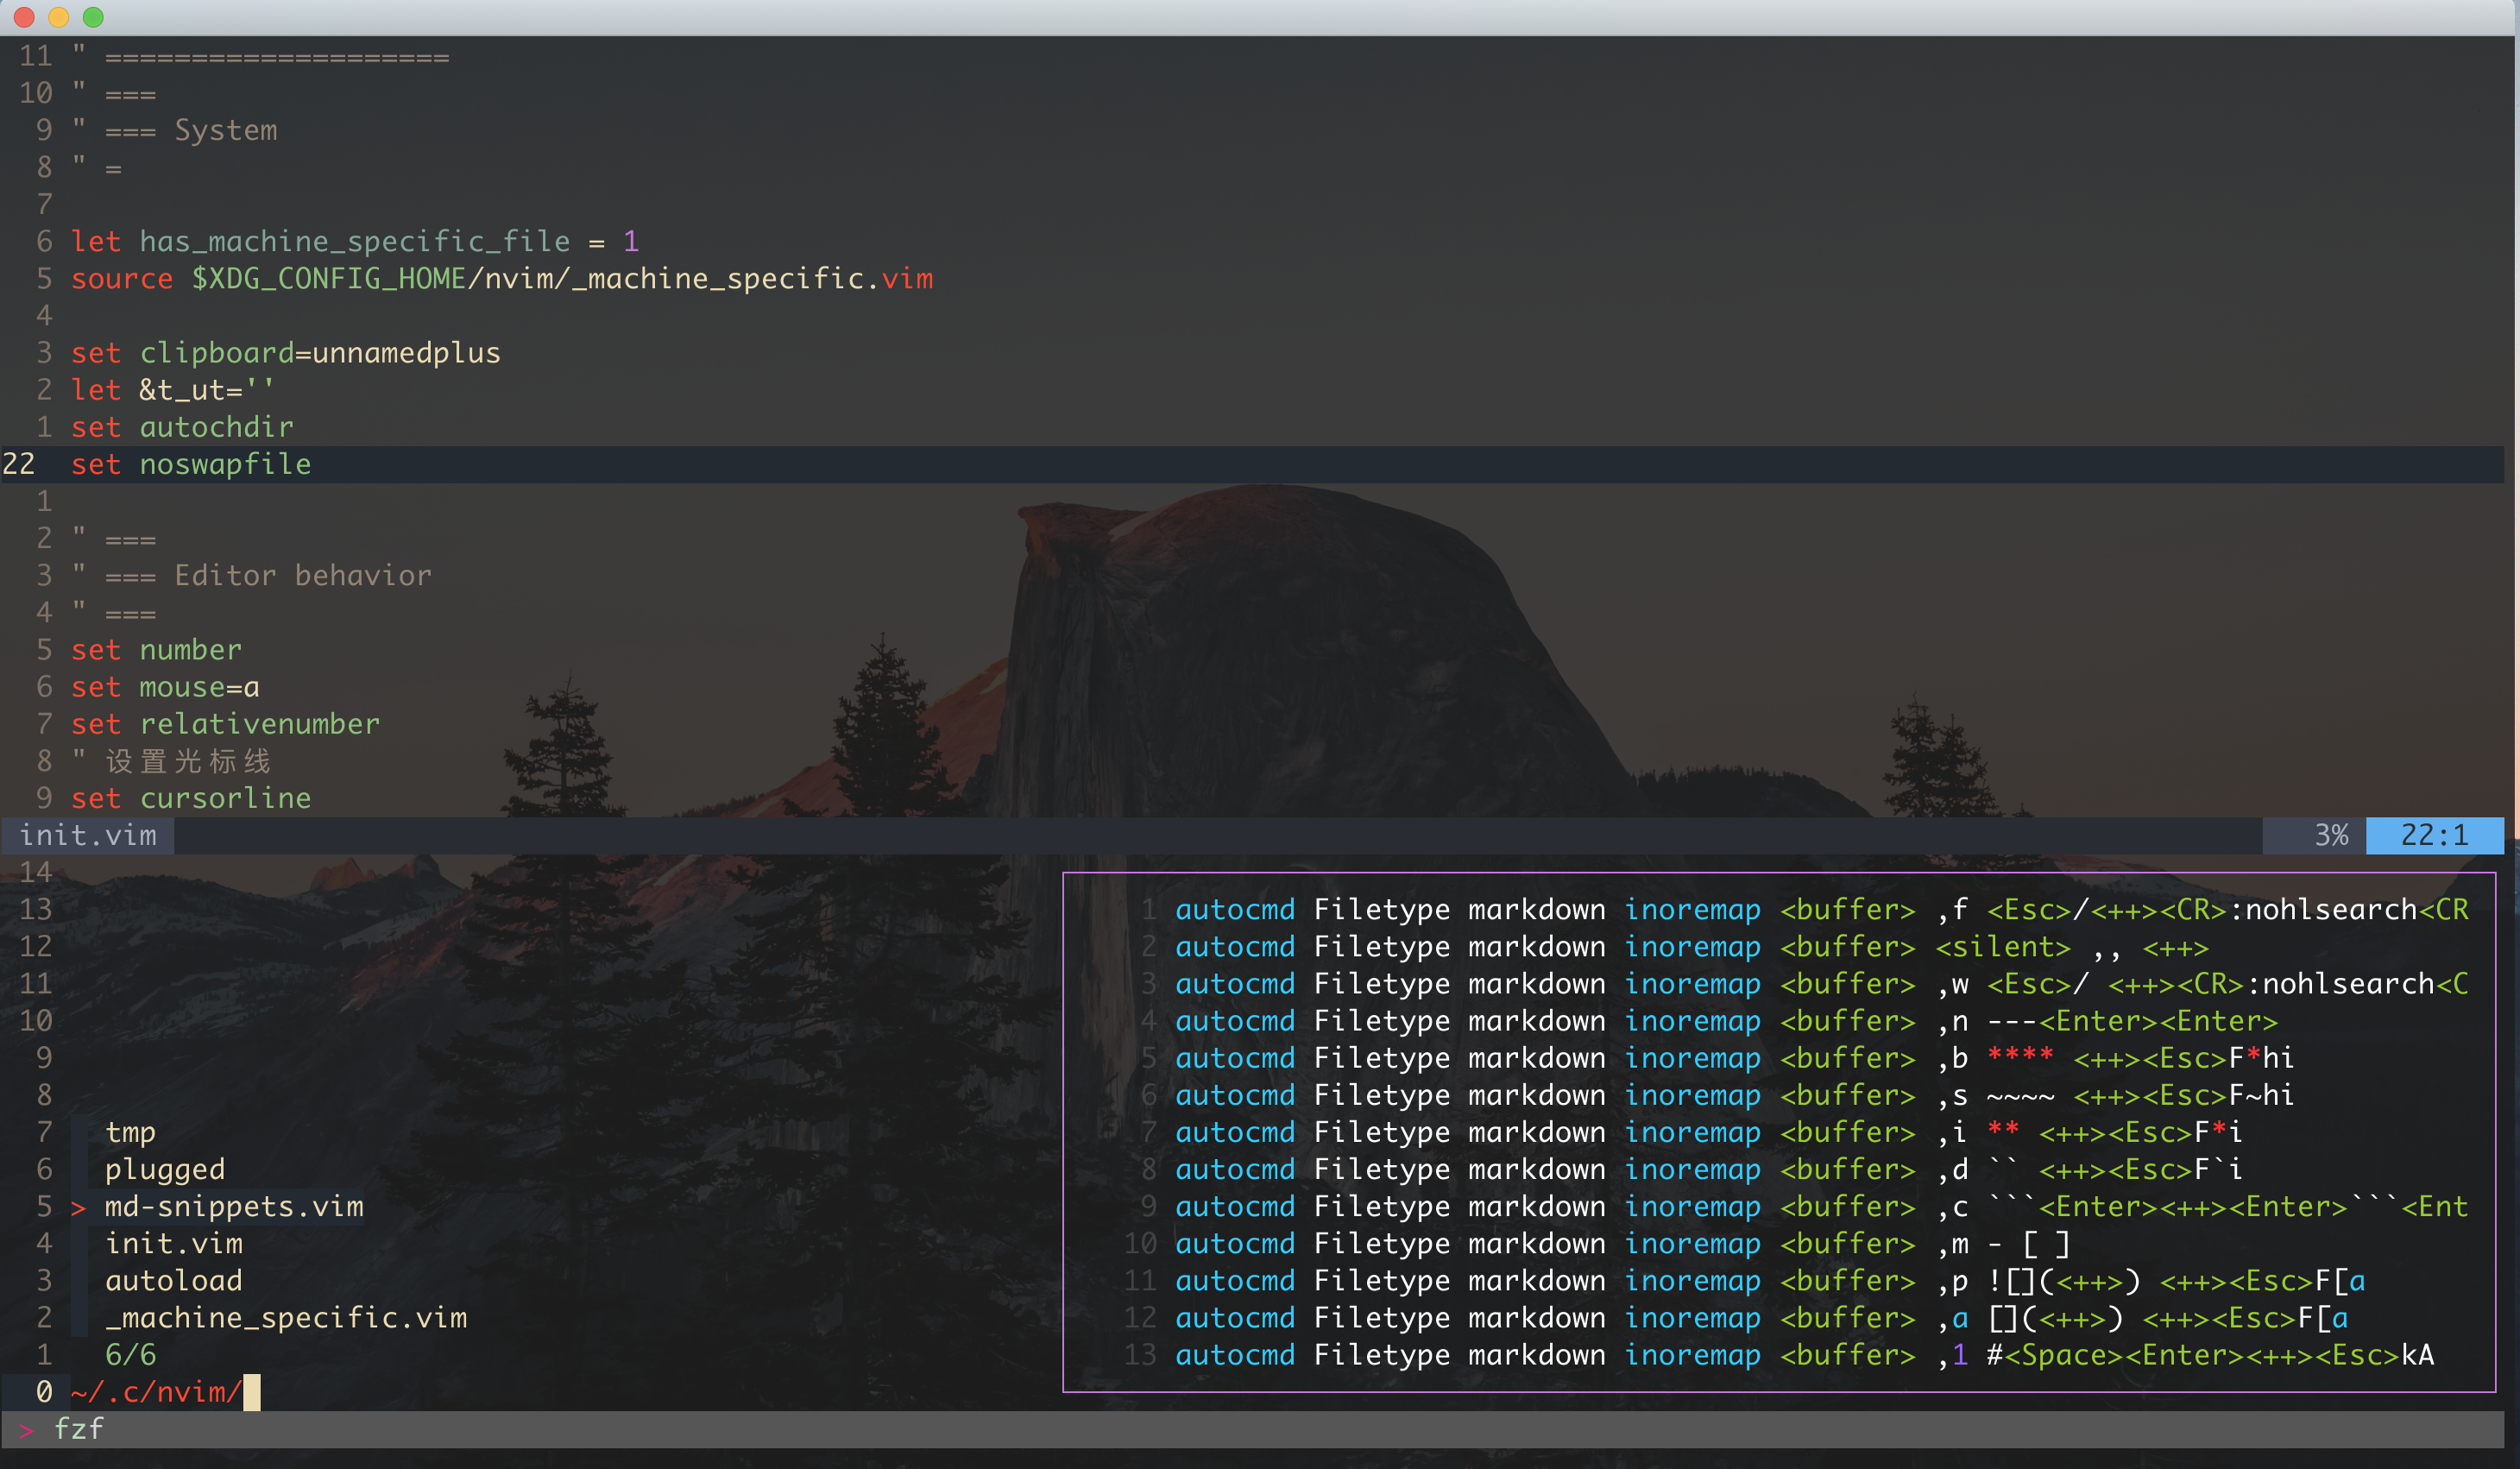 11 " ====================
10 " ===
9 " === System
8 " =
7
6 let has_machine_specific_file = 1
5 source $XDG_CONFIG_HOME/nvim/_machine_specific.vim
4
3 set clipboard=unnamedplus
2 let &t_ut=''
1 set autochdir
22 set noswapfile
1
2 " ===
3 " === Editor behavior
4 " ===
5 set number
6 set mouse=a
7 set relativenumber
8 " 设置光标线
9 set cursorline
init.vim 3% 22:1
14
13
12
11
10
9
8
7 tmp
6 plugged
5 > md-snippets.vim
4 init.vim
3 autoload
2 _machine_specific.vim
1 6/6
0 ~/.c/nvim/
1 autocmd Filetype markdown inoremap <buffer> ,f <Esc>/<++><CR>:nohlsearch<CR
2 autocmd Filetype markdown inoremap <buffer> <silent> ,, <++>
3 autocmd Filetype markdown inoremap <buffer> ,w <Esc>/ <++><CR>:nohlsearch<C
4 autocmd Filetype markdown inoremap <buffer> ,n ---<Enter><Enter>
5 autocmd Filetype markdown inoremap <buffer> ,b **** <++><Esc>F*hi
6 autocmd Filetype markdown inoremap <buffer> ,s ~~~~ <++><Esc>F~hi
7 autocmd Filetype markdown inoremap <buffer> ,i ** <++><Esc>F*i
8 autocmd Filetype markdown inoremap <buffer> ,d `` <++><Esc>F`i
9 autocmd Filetype markdown inoremap <buffer> ,c ```<Enter><++><Enter>```<Ent
10 autocmd Filetype markdown inoremap <buffer> ,m - [ ]
11 autocmd Filetype markdown inoremap <buffer> ,p ![](<++>) <++><Esc>F[a
12 autocmd Filetype markdown inoremap <buffer> ,a [](<++>) <++><Esc>F[a
13 autocmd Filetype markdown inoremap <buffer> ,1 #<Space><Enter><++><Esc>kA
> fzf